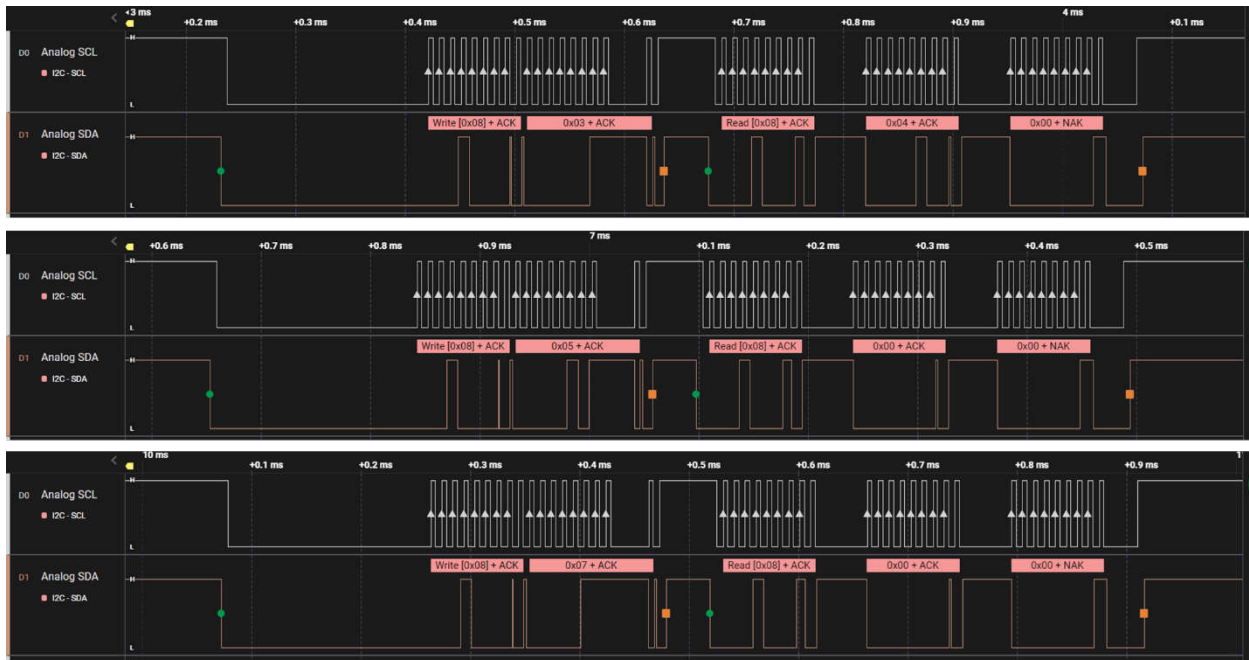 3 ms 4 ms
+0.2 ms +0.3 ms +0.4 ms +0.5 ms +0.6 ms +0.7 ms +0.8 ms +0.9 ms +0.1 ms
D0 Analog SCL H
I2C - SCL
L
Write [0x08] + ACK 0x03 + ACK Read [0x08] + ACK 0x04 + ACK 0x00 + NAK
D1 Analog SDA H
I2C - SDA
L
7 ms
+0.6 ms +0.7 ms +0.8 ms +0.9 ms +0.1 ms +0.2 ms +0.3 ms +0.4 ms +0.5 ms
D0 Analog SCL H
I2C - SCL
L
Write [0x08] + ACK 0x05 + ACK Read [0x08] + ACK 0x00 + ACK 0x00 + NAK
D1 Analog SDA H
I2C - SDA
L
10 ms 1
+0.1 ms +0.2 ms +0.3 ms +0.4 ms +0.5 ms +0.6 ms +0.7 ms +0.8 ms +0.9 ms
D0 Analog SCL H
I2C - SCL
L
Write [0x08] + ACK 0x07 + ACK Read [0x08] + ACK 0x00 + ACK 0x00 + NAK
D1 Analog SDA H
I2C - SDA
L